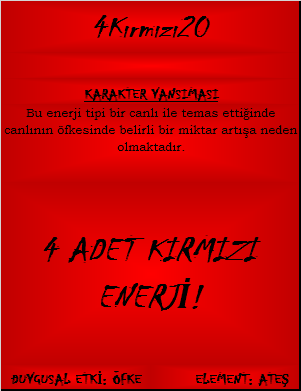 4Kırmızı20
KARAKTER YANSIMASI
Bu enerji tipi bir canlı ile temas ettiğinde
canlının öfkesinde belirli bir miktar artışa neden
olmaktadır.
4 ADET KIRMIZI
ENERJİ!
DUYGUSAL ETKİ: ÖFKE ELEMENT: ATEŞ